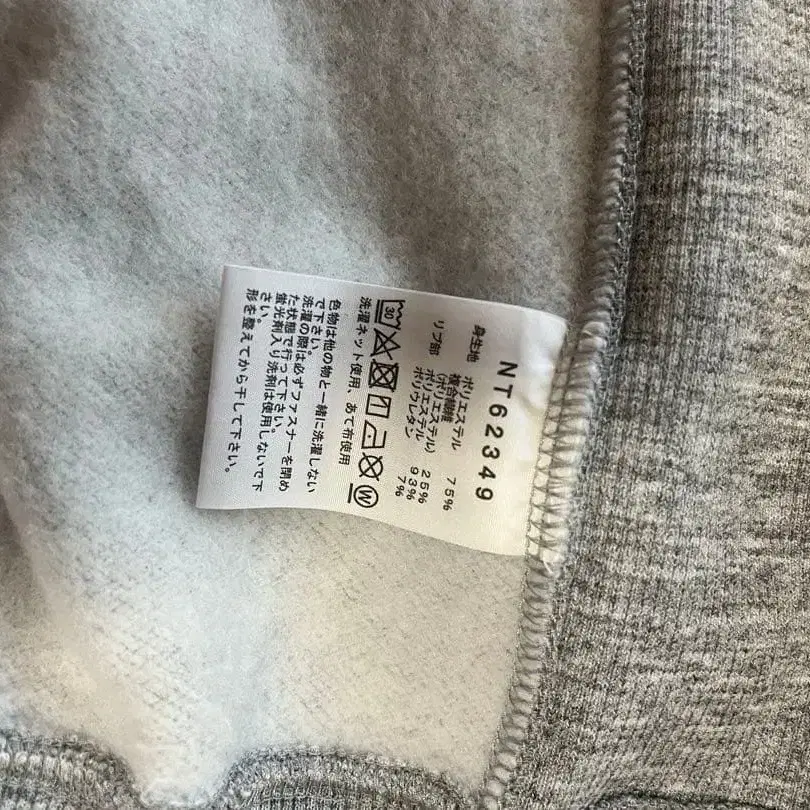 NT62349
身生地 ポリエステル 75%
複合繊維
(ポリエステル) 25%
リブ部 ポリエステル 93%
ポリウレタン 7%
30 W
洗濯ネット使用、あて布使用
色物は他の物と一緒に洗濯しない
で下さい。
洗濯の際は必ずファスナーを閉め
た状態で行って下さい。
蛍光剤入り洗剤は使用しないで下
さい。
形を整えてから干して下さい。